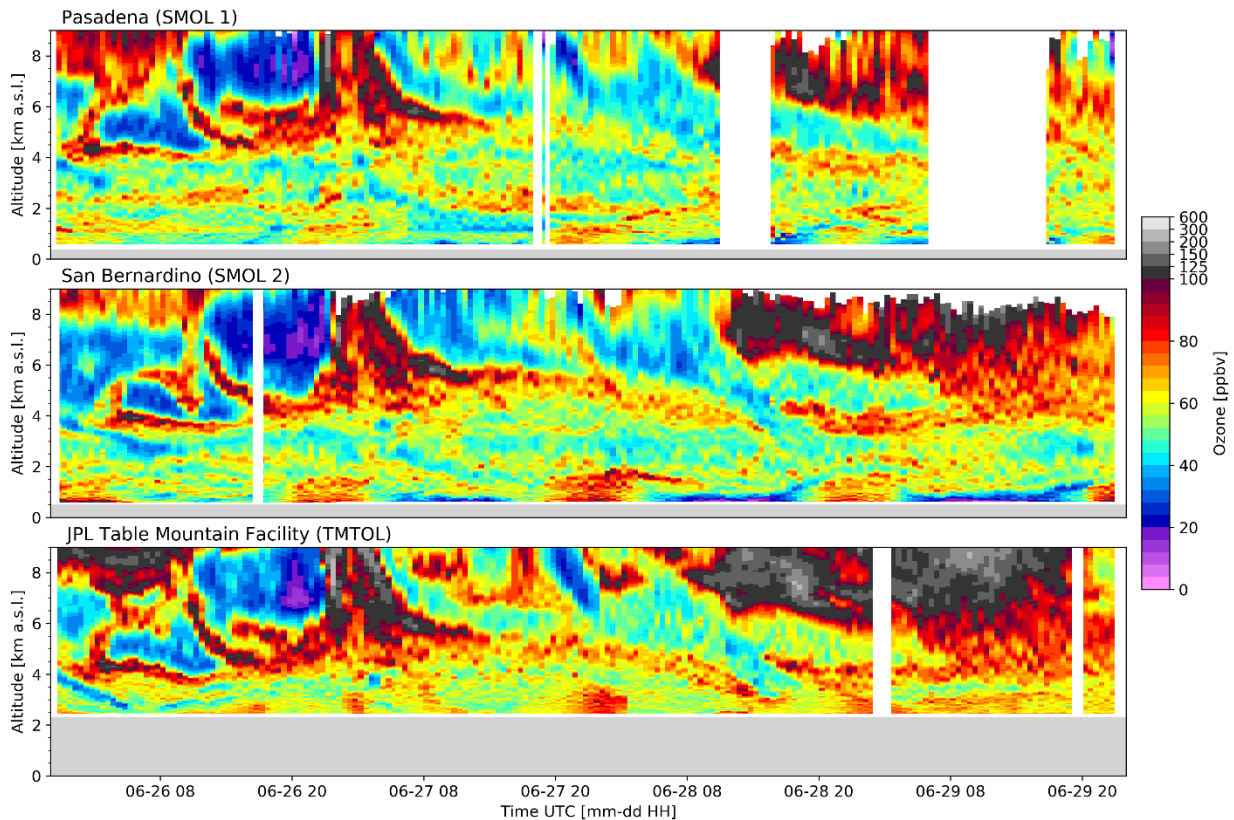 Pasadena (SMOL 1)
8
6
4
2
0
Altitude [km a.s.l.]
San Bernardino (SMOL 2)
8
6
4
2
0
Altitude [km a.s.l.]
JPL Table Mountain Facility (TMTOL)
8
6
4
2
0
Altitude [km a.s.l.]
06-26 08 06-26 20 06-27 08 06-27 20 06-28 08 06-28 20 06-29 08 06-29 20
Time UTC [mm-dd HH]
600
300
200
150
125
100
80
60
40
20
0
Ozone [ppbv]